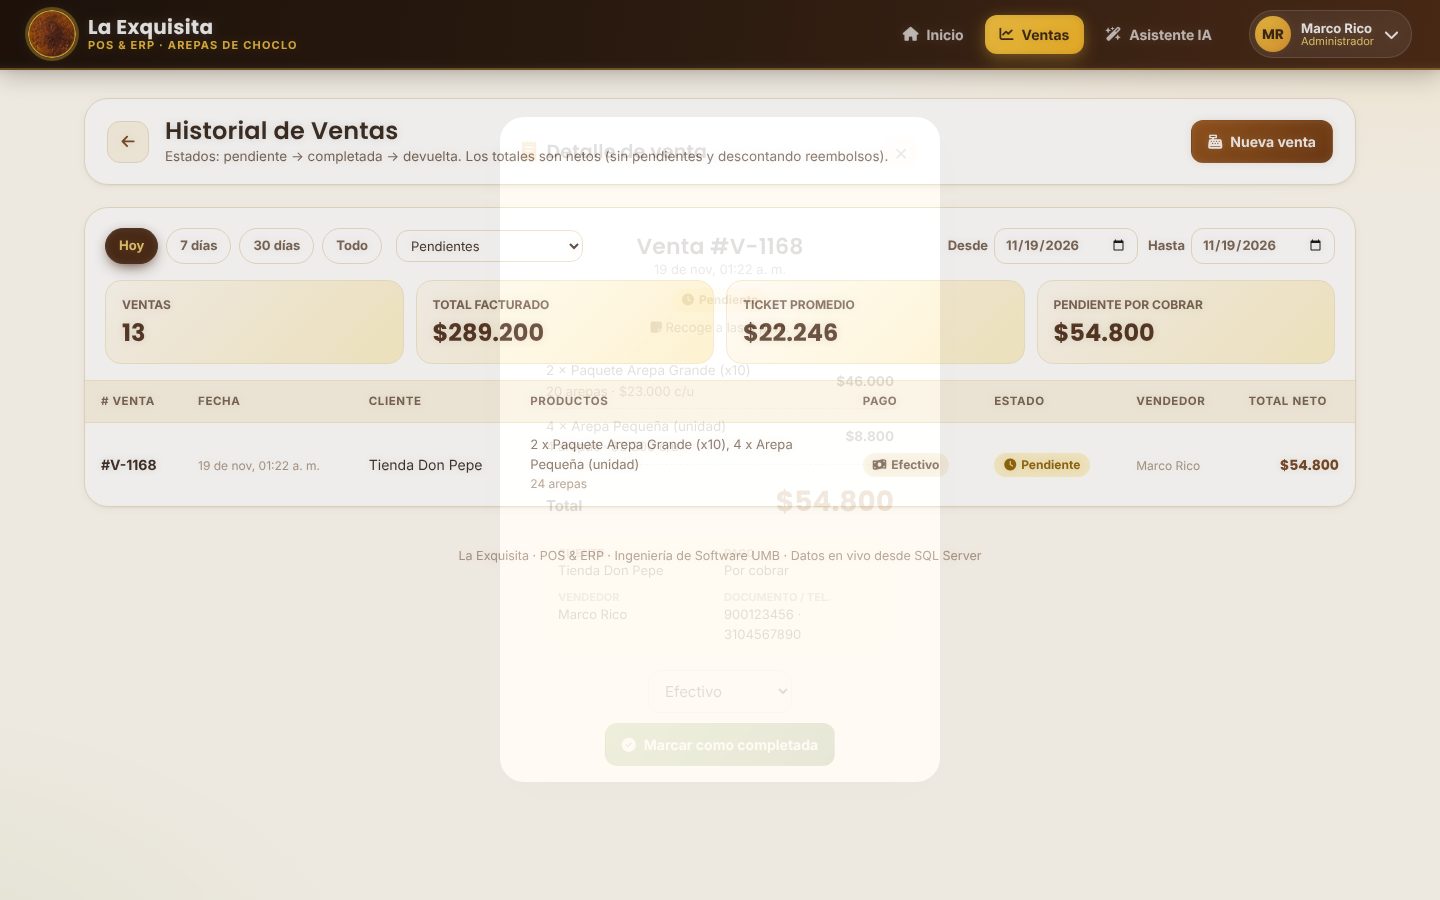 La Exquisita
POS & ERP · AREPAS DE CHOCLO
Inicio
Ventas
Asistente IA
MR
Marco Rico
Administrador
Historial de Ventas
Estados: pendiente → completada → devuelta. Los totales son netos (sin pendientes y descontando reembolsos).
Nueva venta
Hoy
7 días
30 días
Todo
Pendientes
Desde
11/19/2026
Hasta
11/19/2026
VENTAS
13
TOTAL FACTURADO
$289.200
TICKET PROMEDIO
$22.246
PENDIENTE POR COBRAR
$54.800
# VENTA
FECHA
CLIENTE
PRODUCTOS
PAGO
ESTADO
VENDEDOR
TOTAL NETO
#V-1168
19 de nov, 01:22 a. m.
Tienda Don Pepe
2 x Paquete Arepa Grande (x10), 4 x Arepa
Pequeña (unidad)
24 arepas
Efectivo
Pendiente
Marco Rico
$54.800
La Exquisita · POS & ERP · Ingeniería de Software UMB · Datos en vivo desde SQL Server
Detalle de venta
Venta #V-1168
19 de nov, 01:22 a. m.
Pendiente
Recoge a las
2 × Paquete Arepa Grande (x10)
20 arepas · $23.000 c/u
$46.000
4 × Arepa Pequeña (unidad)
$8.800
Total
$54.800
Tienda Don Pepe
Por cobrar
VENDEDOR
Marco Rico
DOCUMENTO / TEL.
900123456 ·
3104567890
Efectivo
Marcar como completada